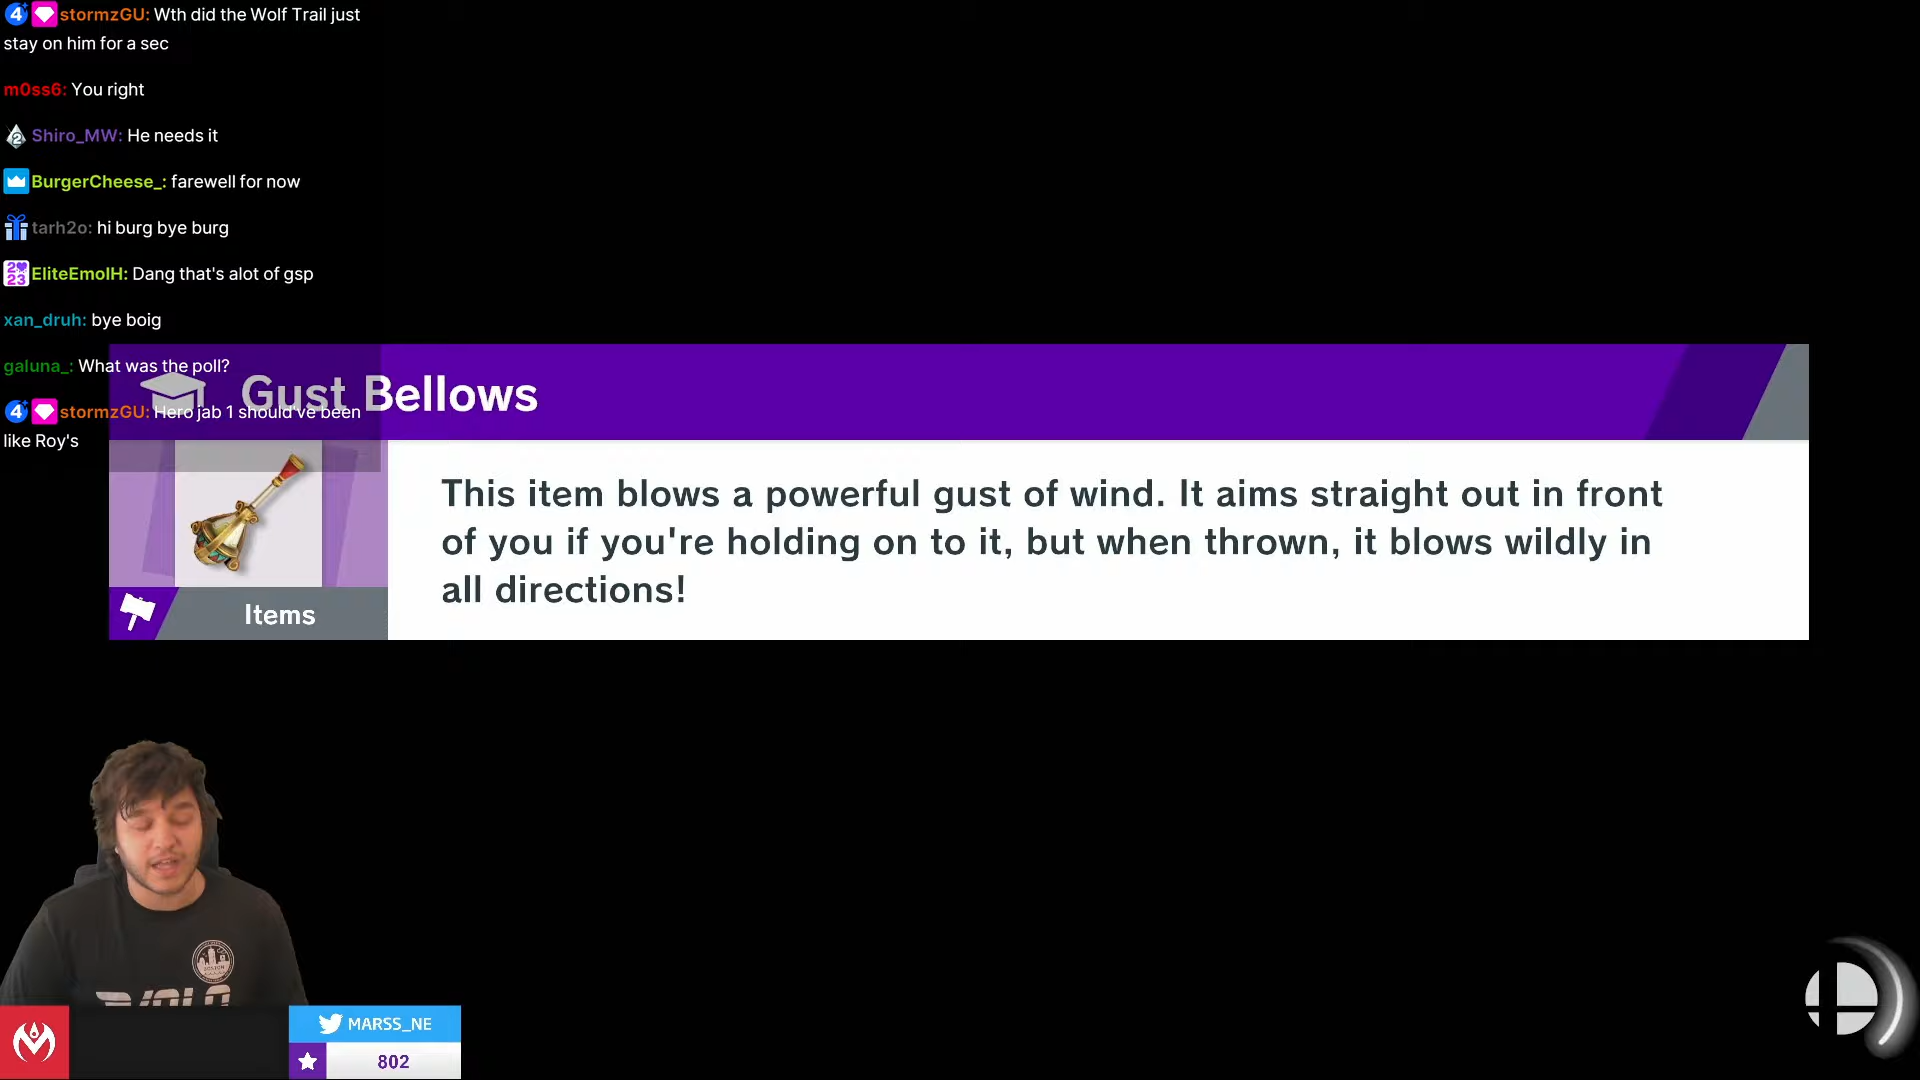 stormzGU: Wth did the Wolf Trail just
stay on him for a sec
m0ss6: You right
Shiro_MW: He needs it
BurgerCheese_: farewell for now
tarh2o: hi burg bye burg
EliteEmoIH: Dang that's alot of gsp
xan_druh: bye boig
galuna_: What was the poll?
stormzGU: Hero jab 1 should've been
like Roy's
Gust Bellows
This item blows a powerful gust of wind. It aims straight out in front
of you if you're holding on to it, but when thrown, it blows wildly in
all directions!
Items
MARSS_NE
802